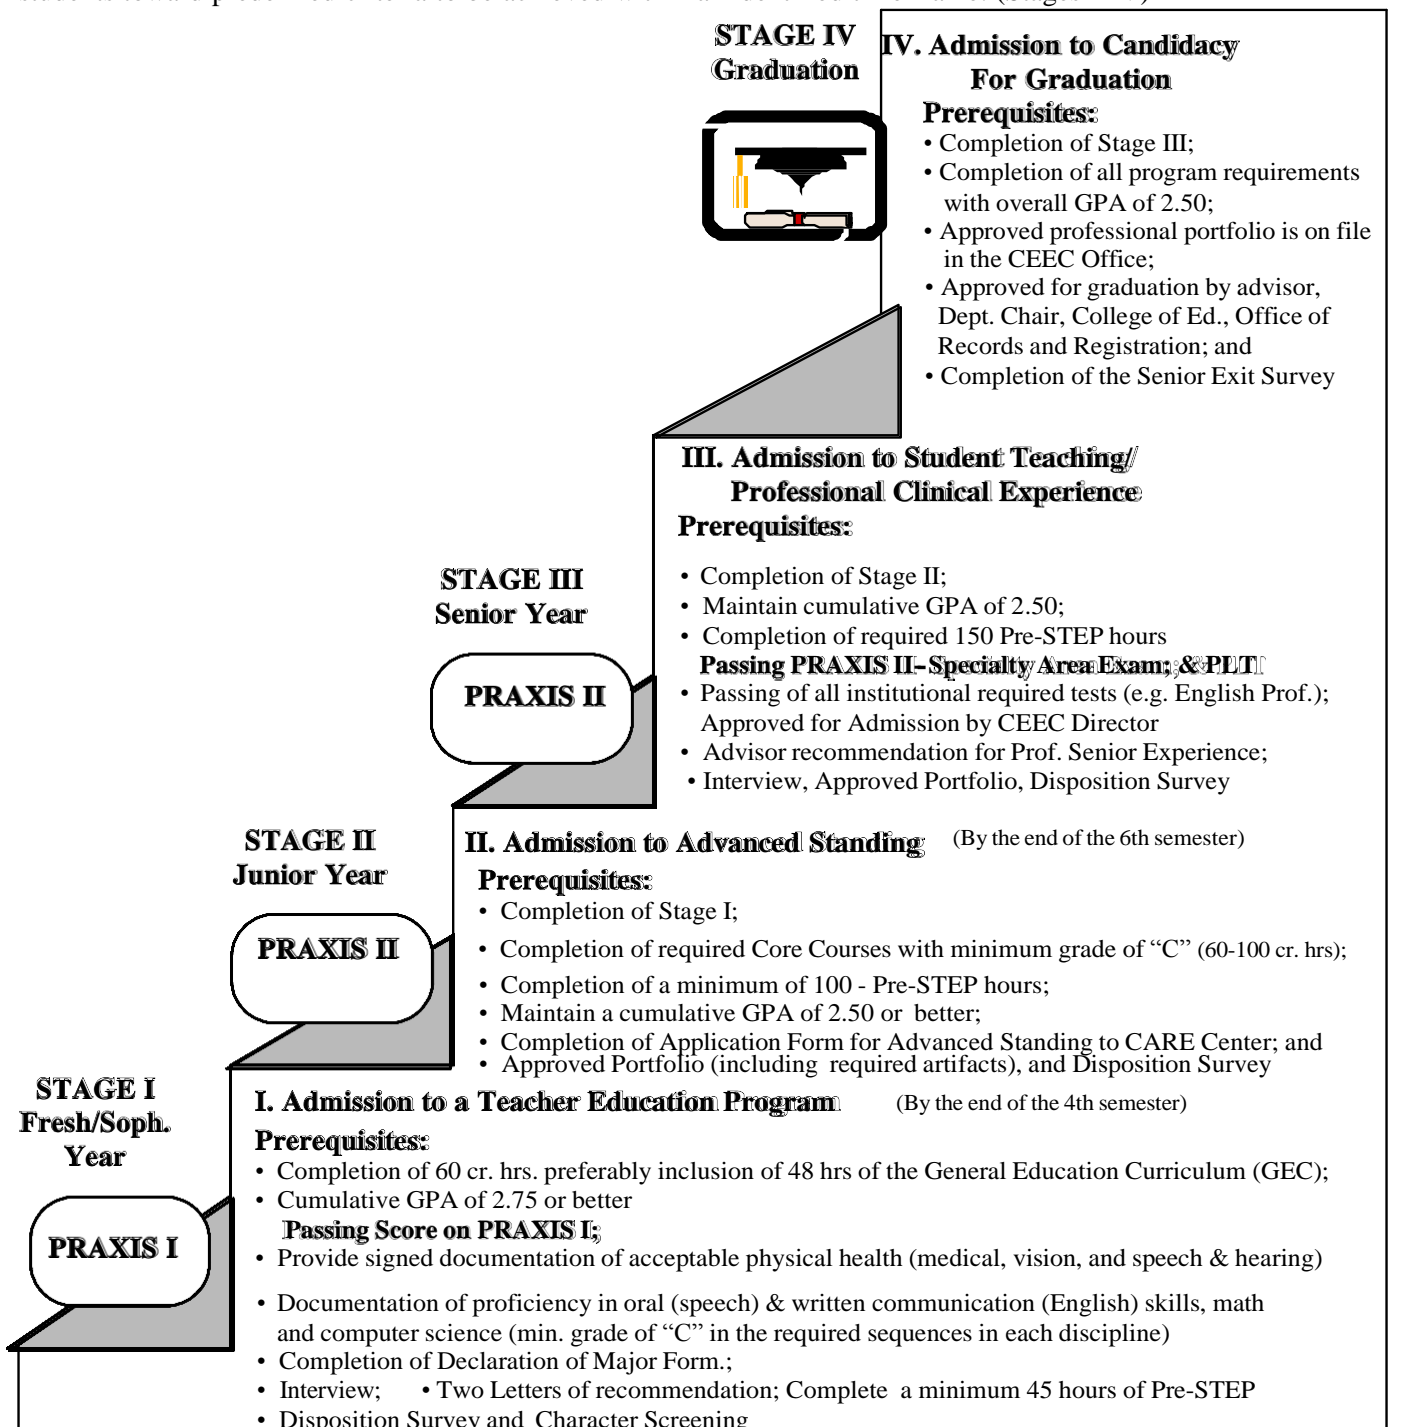 STAGE IV
Graduation
IV. Admission to Candidacy
For Graduation
Prerequisites:
• Completion of Stage III;
• Completion of all program requirements
with overall GPA of 2.50;
• Approved professional portfolio is on file
in the CEEC Office;
• Approved for graduation by advisor,
Dept. Chair, College of Ed., Office of
Records and Registration; and
• Completion of the Senior Exit Survey
III. Admission to Student Teaching/
Professional Clinical Experience
Prerequisites:
STAGE III
Senior Year
PRAXIS II
• Completion of Stage II;
• Maintain cumulative GPA of 2.50;
• Completion of required 150 Pre-STEP hours
Passing PRAXIS II-Specialty Area Exam; & PLT
• Passing of all institutional required tests (e.g. English Prof.);
Approved for Admission by CEEC Director
• Advisor recommendation for Prof. Senior Experience;
• Interview, Approved Portfolio, Disposition Survey
STAGE II
Junior Year
PRAXIS II
II. Admission to Advanced Standing (By the end of the 6th semester)
Prerequisites:
• Completion of Stage I;
• Completion of required Core Courses with minimum grade of “C” (60-100 cr. hrs);
• Completion of a minimum of 100 - Pre-STEP hours;
• Maintain a cumulative GPA of 2.50 or better;
• Completion of Application Form for Advanced Standing to CARE Center; and
• Approved Portfolio (including required artifacts), and Disposition Survey
STAGE I
Fresh/Soph.
Year
PRAXIS I
I. Admission to a Teacher Education Program (By the end of the 4th semester)
Prerequisites:
• Completion of 60 cr. hrs. preferably inclusion of 48 hrs of the General Education Curriculum (GEC);
• Cumulative GPA of 2.75 or better
Passing Score on PRAXIS I;
• Provide signed documentation of acceptable physical health (medical, vision, and speech & hearing)
• Documentation of proficiency in oral (speech) & written communication (English) skills, math
and computer science (min. grade of “C” in the required sequences in each discipline)
• Completion of Declaration of Major Form.;
• Interview; • Two Letters of recommendation; Complete a minimum 45 hours of Pre-STEP
• Disposition Survey and Character Screening